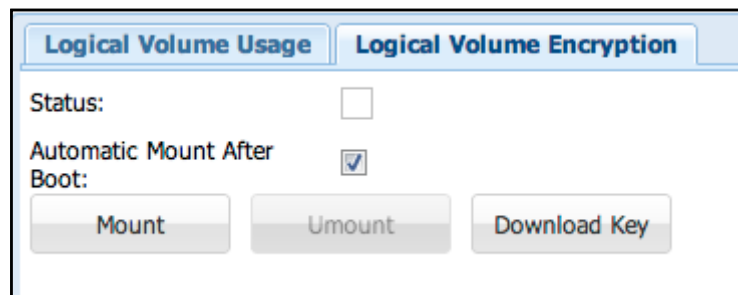 Logical Volume Usage Logical Volume Encryption
Status:
Automatic Mount After
Boot:
Mount Umount Download Key